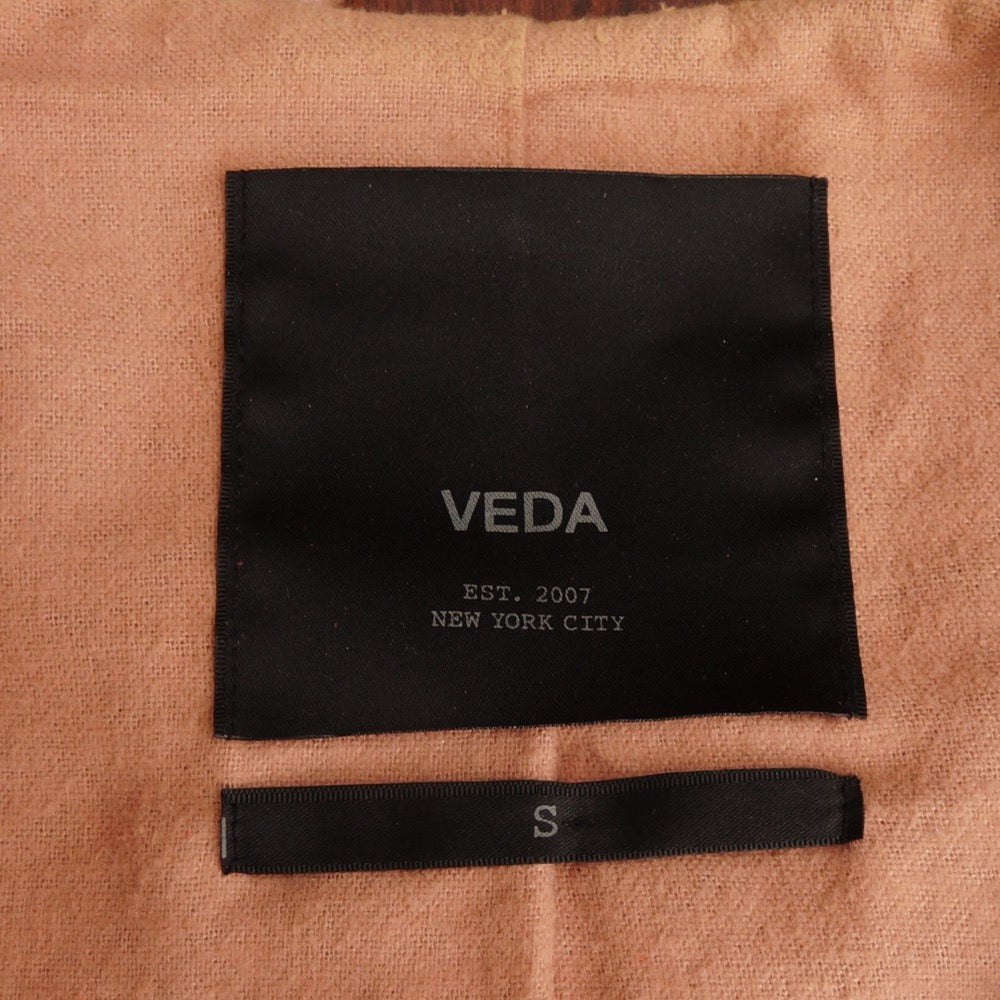 VEDA
EST. 2007
NEW YORK CITY
S